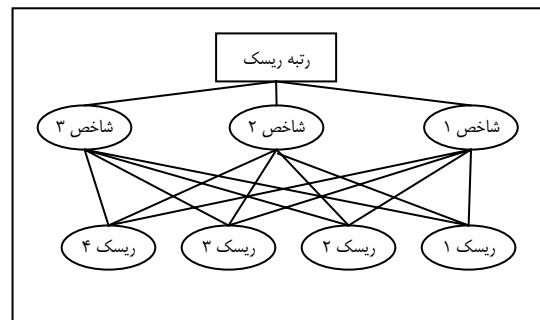 رتبه ریسک
شاخص ۱
شاخص ۲
شاخص ۳
ریسک ۱
ریسک ۲
ریسک ۳
ریسک ۴